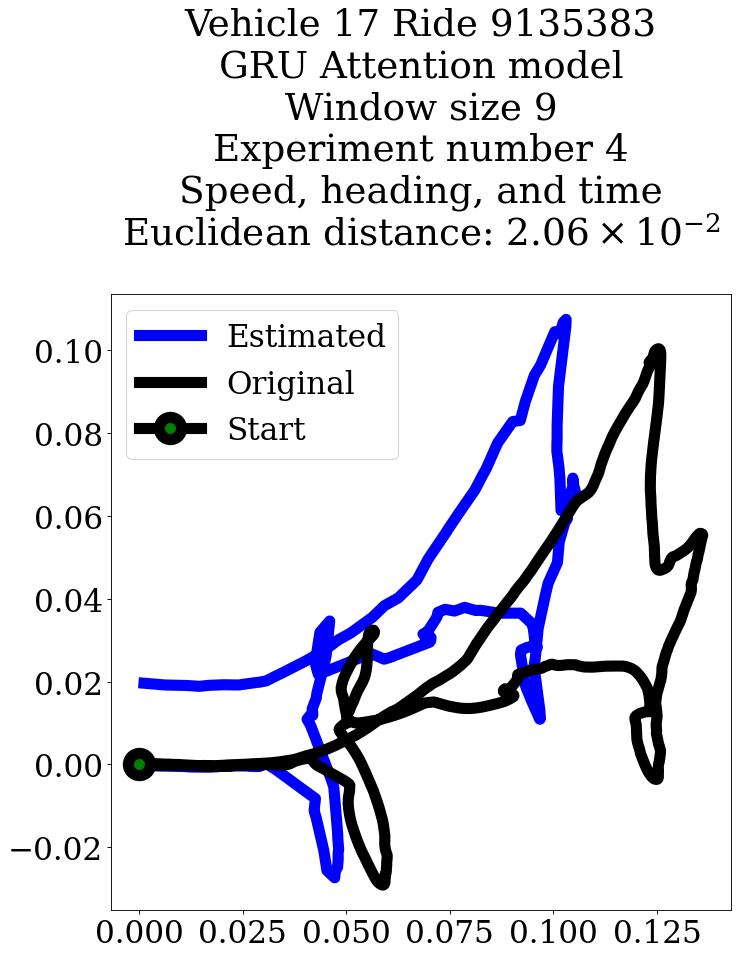 Vehicle 17 Ride 9135383
GRU Attention model
Window size 9
Experiment number 4
Speed, heading, and time
Euclidean distance: 2.06 × 10⁻²
Estimated
Original
Start
0.10
0.08
0.06
0.04
0.02
0.00
−0.02
0.000 0.025 0.050 0.075 0.100 0.125